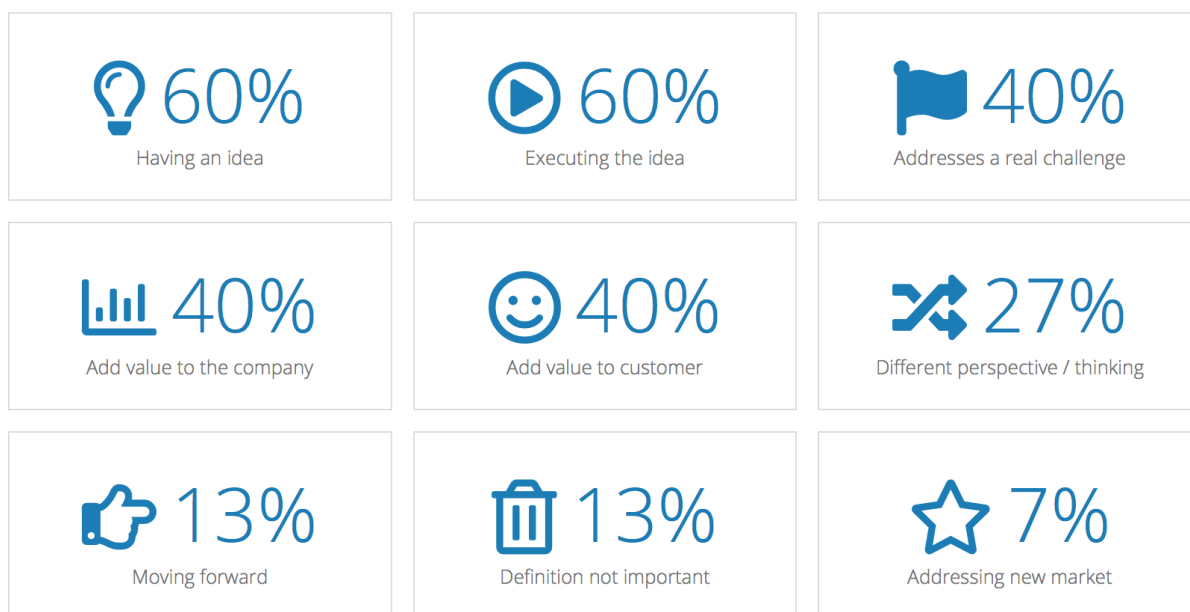 60%
Having an idea
60%
Executing the idea
40%
Addresses a real challenge
40%
Add value to the company
40%
Add value to customer
27%
Different perspective / thinking
13%
Moving forward
13%
Definition not important
7%
Addressing new market